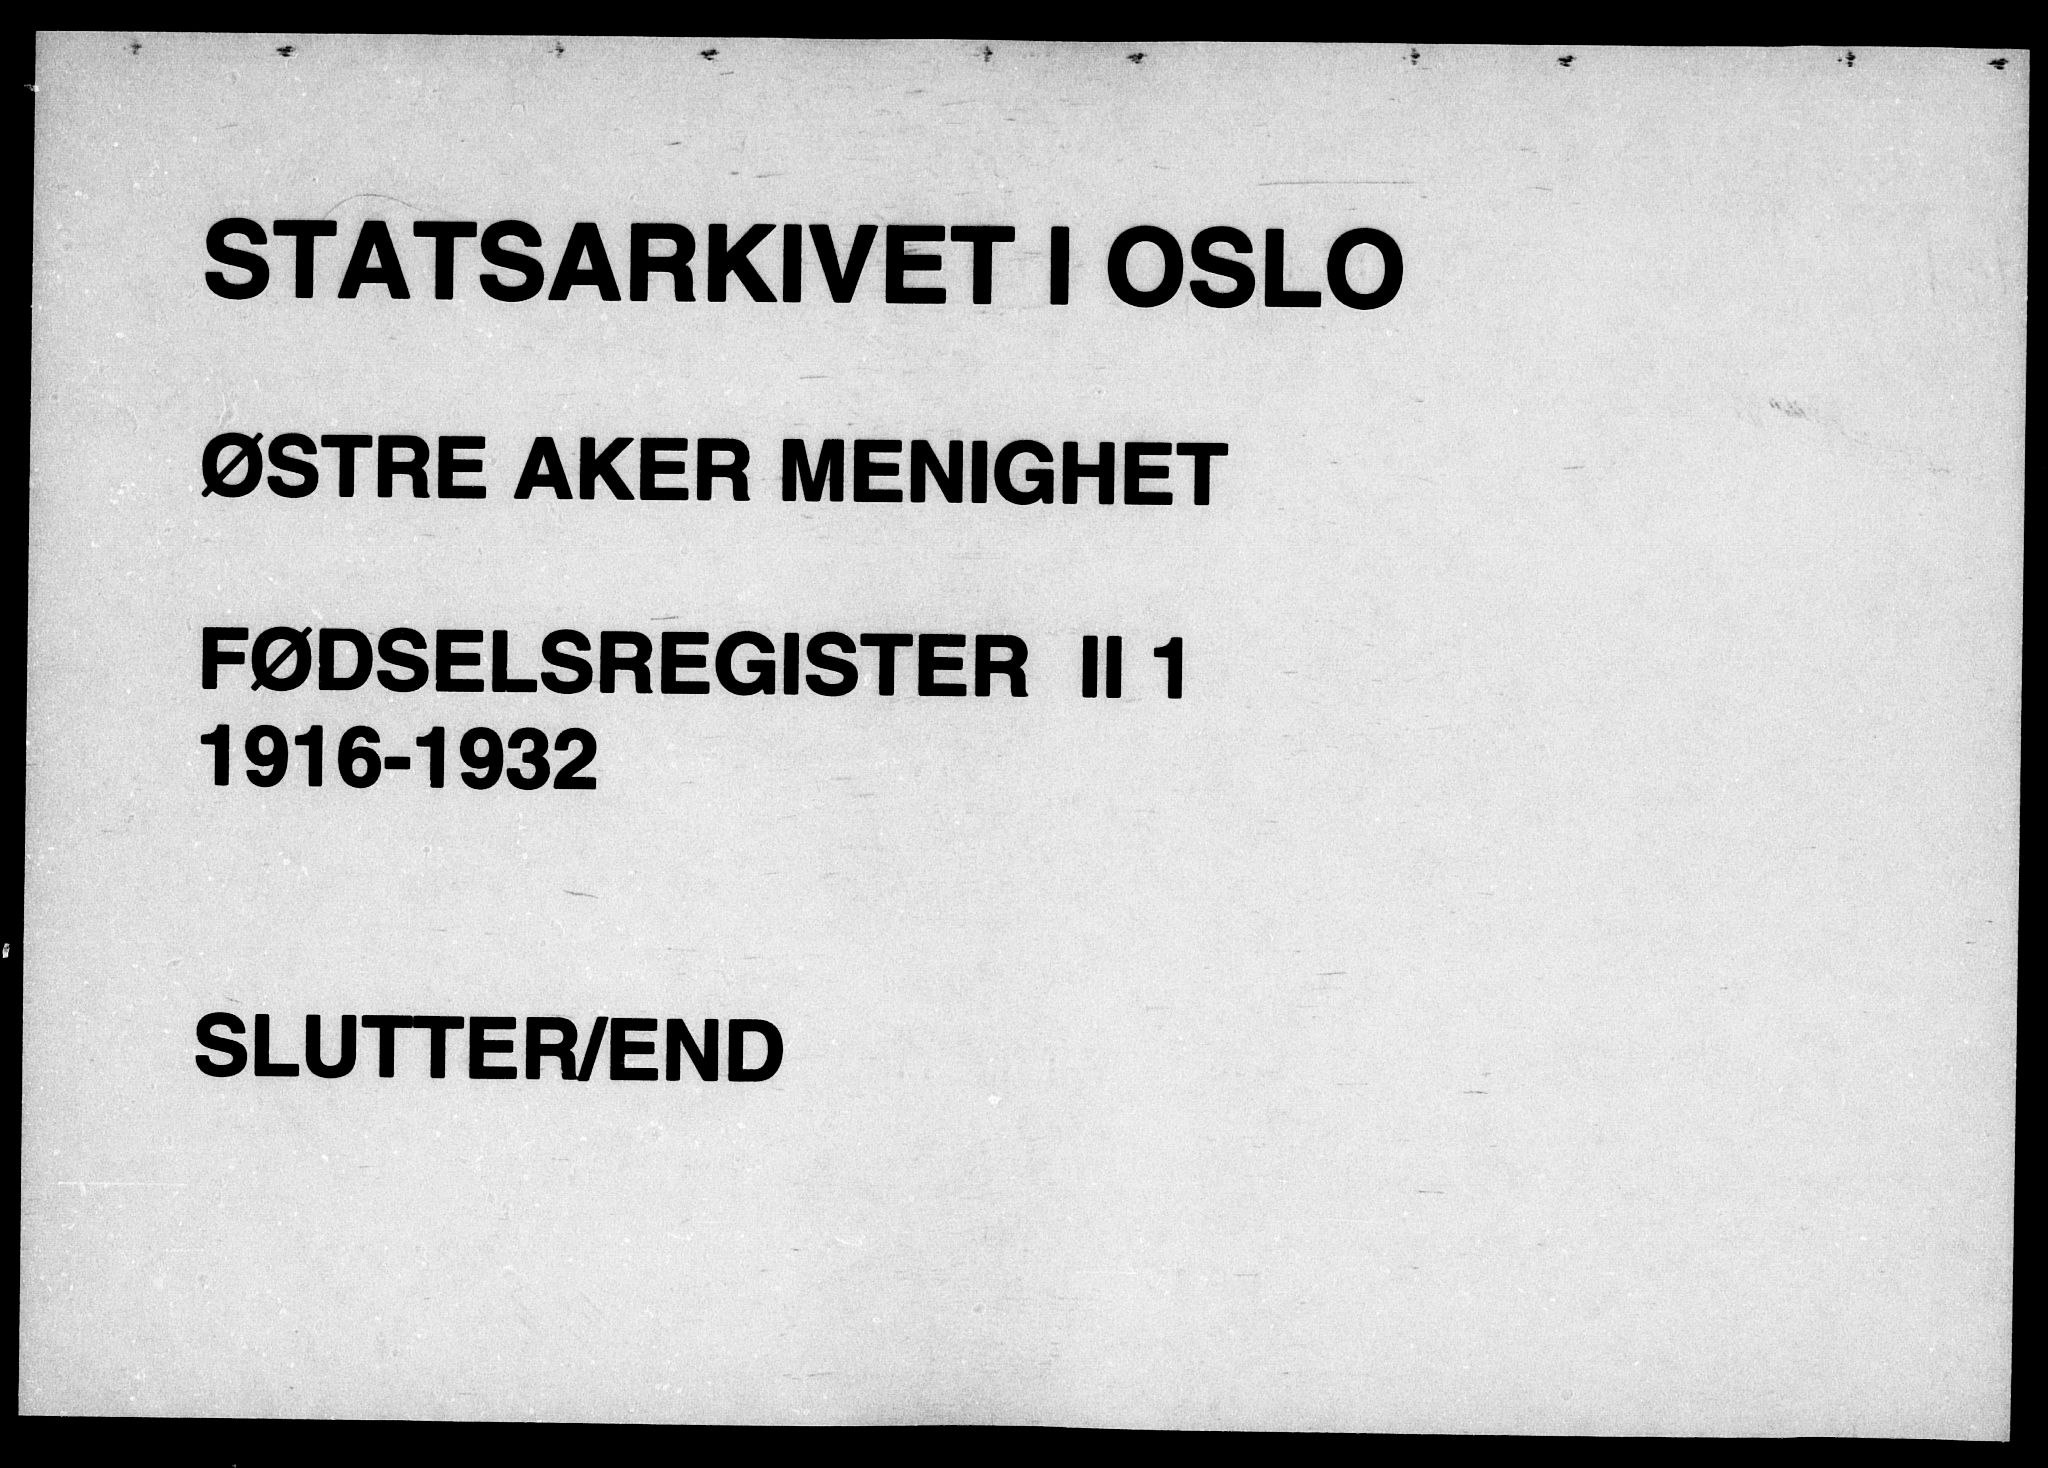 STATSARKIVET I OSLO
ØSTRE AKER MENIGHET
FØDSELSREGISTER II 1
1916-1932
SLUTTER/END